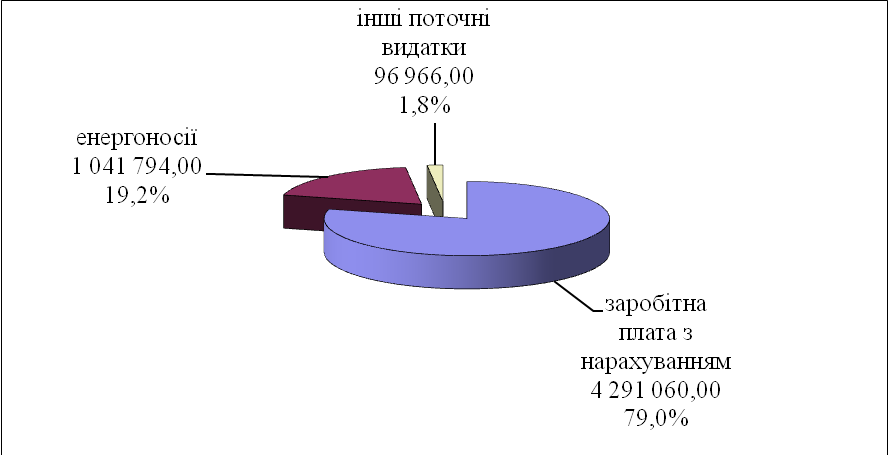 інші поточні
видатки
96 966,00
1,8%
енергоносії
1 041 794,00
19,2%
заробітна
плата з
нарахуванням
4 291 060,00
79,0%